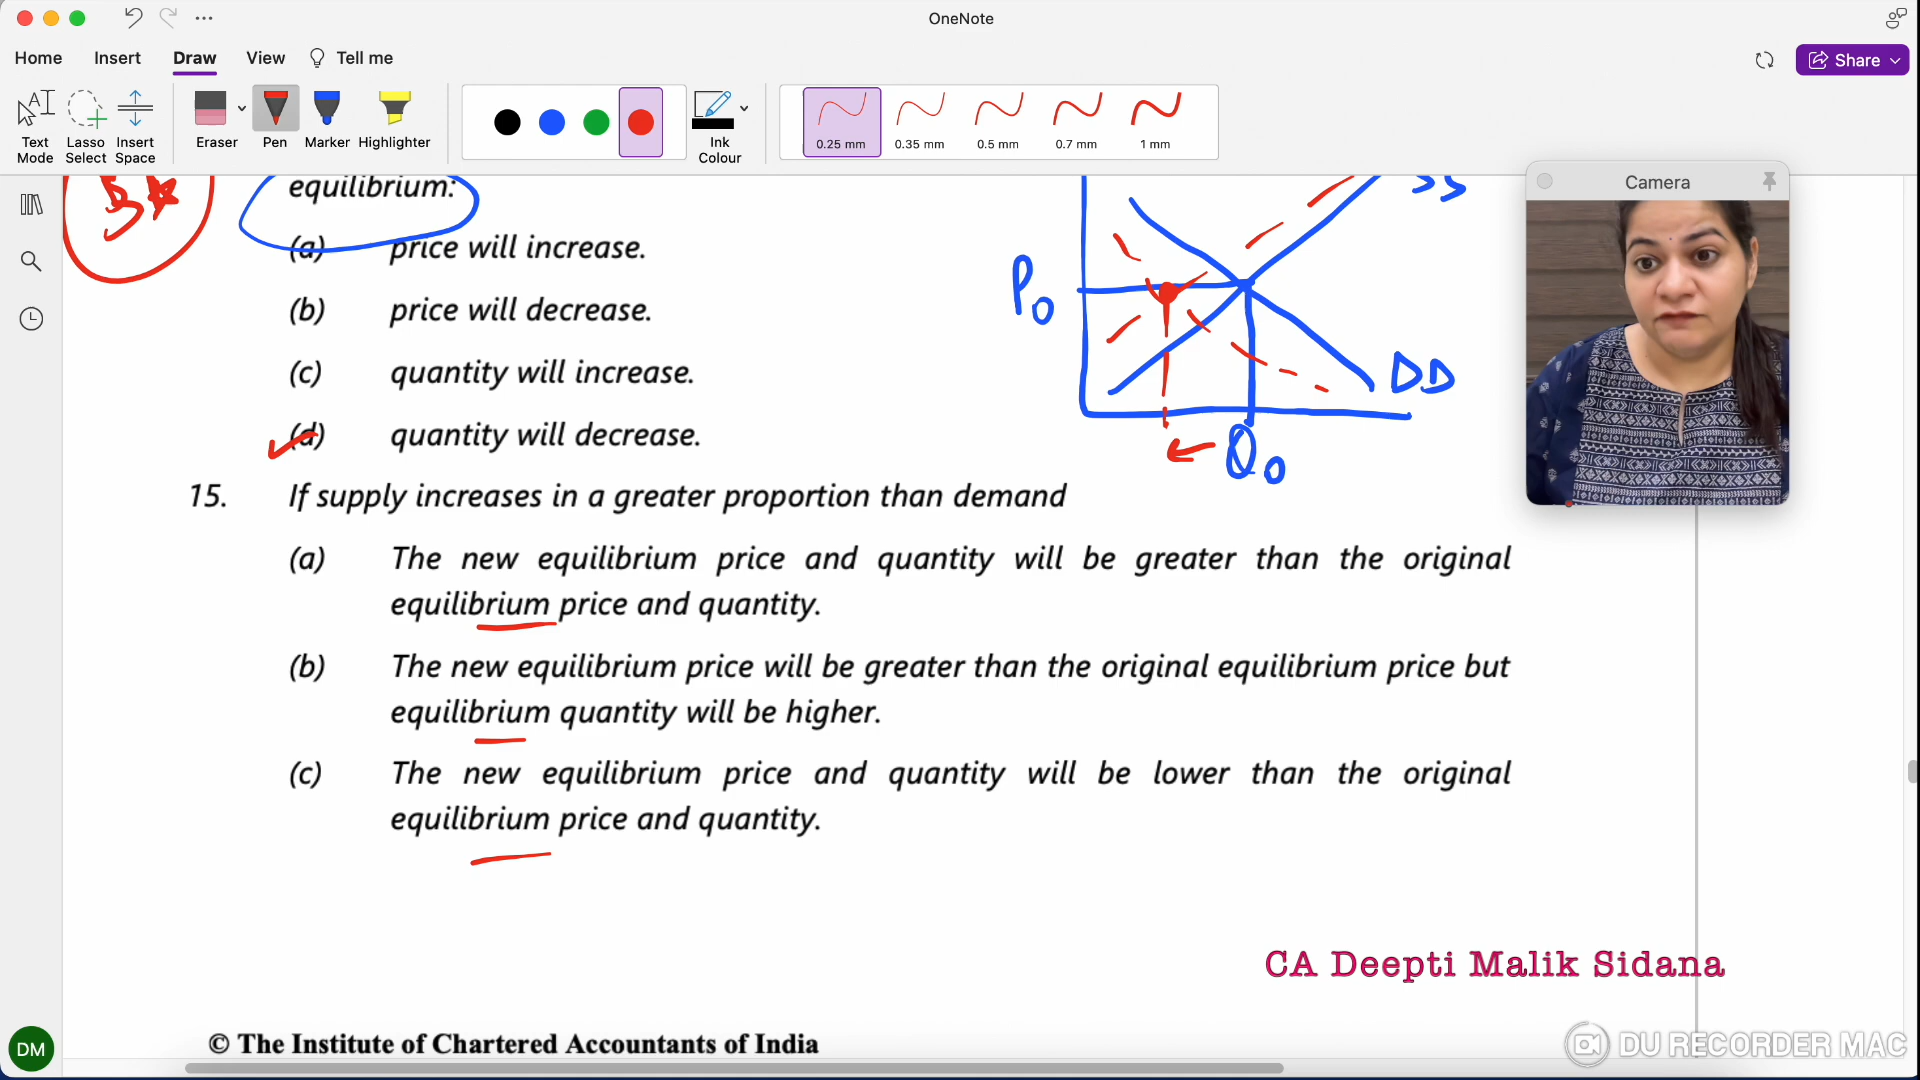 OneNote
Home Insert Draw View Tell me
Share
Text Mode
Lasso Select
Insert Space
Eraser
Pen
Marker
Highlighter
Ink Colour
0.25 mm
0.35 mm
0.5 mm
0.7 mm
1 mm
Camera
equilibrium:
(a) price will increase.
(b) price will decrease.
(c) quantity will increase.
(d) quantity will decrease.
SS
P0
DD
Q0
15. If supply increases in a greater proportion than demand
(a) The new equilibrium price and quantity will be greater than the original
equilibrium price and quantity.
(b) The new equilibrium price will be greater than the original equilibrium price but
equilibrium quantity will be higher.
(c) The new equilibrium price and quantity will be lower than the original
equilibrium price and quantity.
CA Deepti Malik Sidana
© The Institute of Chartered Accountants of India
DM
DU RECORDER MAC